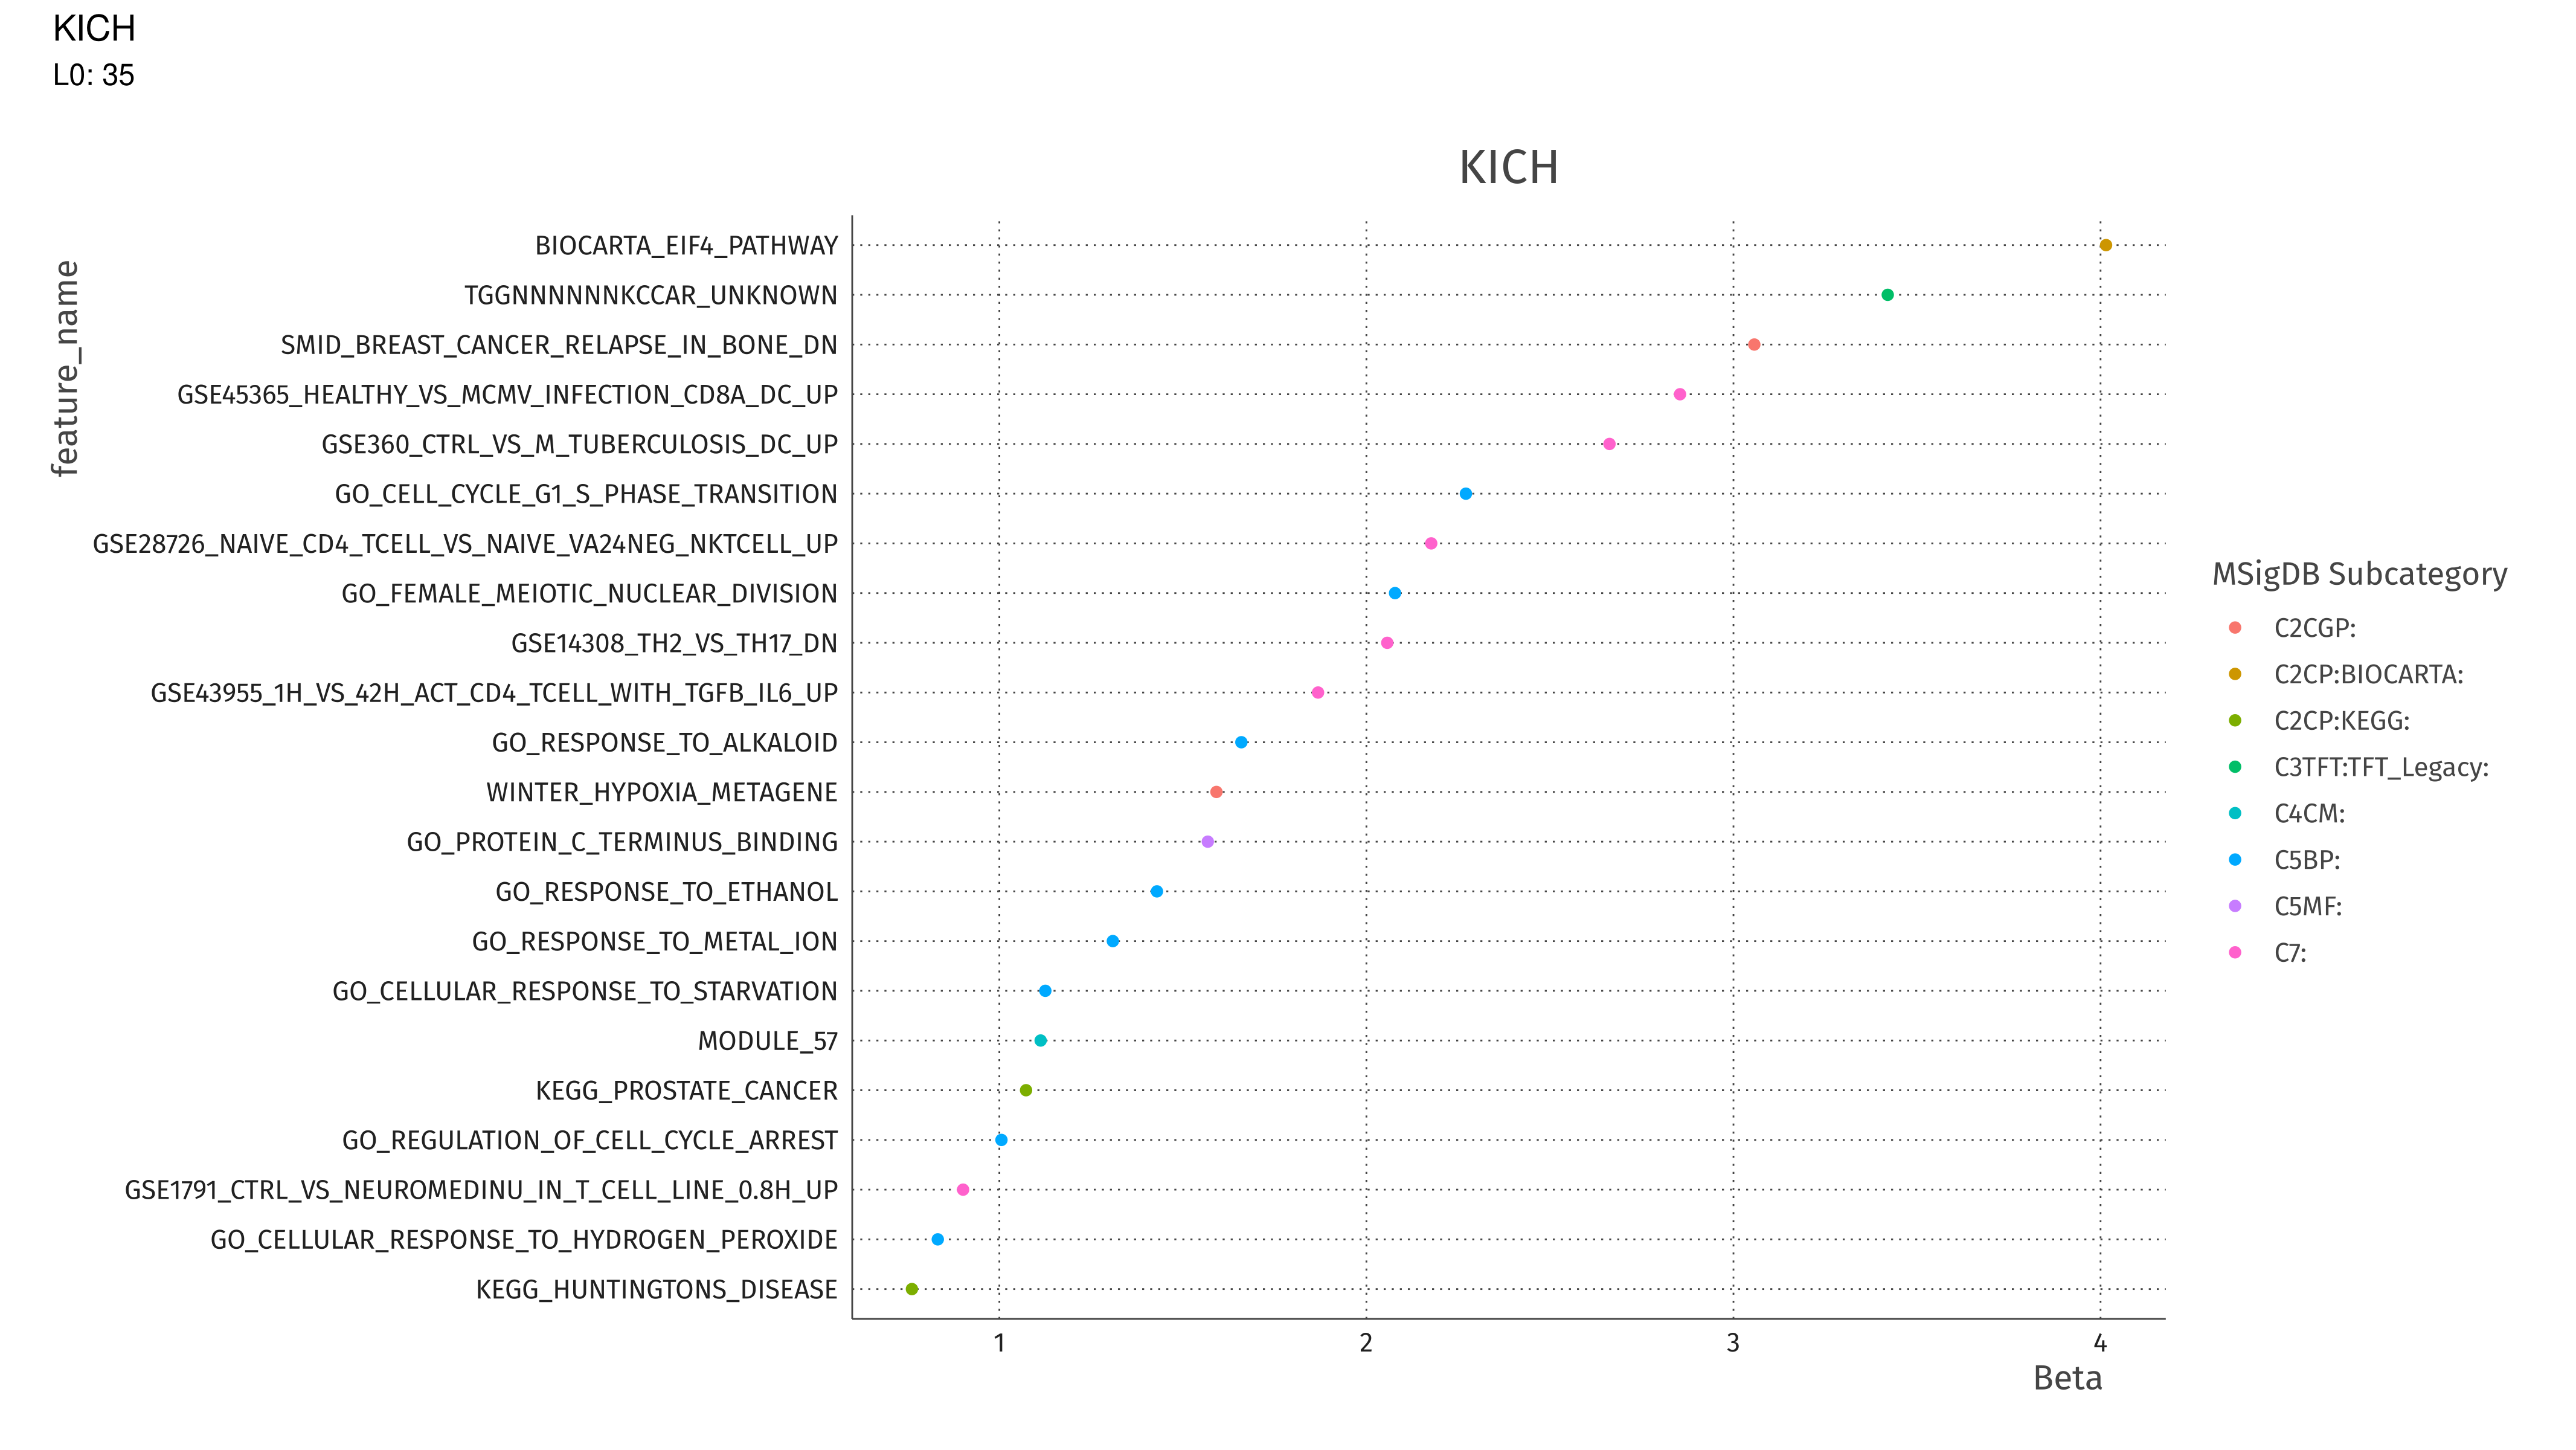 KICH
L0: 35
KICH
feature_name
BIOCARTA_EIF4_PATHWAY
TGGNNNNNNKCCAR_UNKNOWN
SMID_BREAST_CANCER_RELAPSE_IN_BONE_DN
GSE45365_HEALTHY_VS_MCMV_INFECTION_CD8A_DC_UP
GSE360_CTRL_VS_M_TUBERCULOSIS_DC_UP
GO_CELL_CYCLE_G1_S_PHASE_TRANSITION
GSE28726_NAIVE_CD4_TCELL_VS_NAIVE_VA24NEG_NKTCELL_UP
GO_FEMALE_MEIOTIC_NUCLEAR_DIVISION
GSE14308_TH2_VS_TH17_DN
GSE43955_1H_VS_42H_ACT_CD4_TCELL_WITH_TGFB_IL6_UP
GO_RESPONSE_TO_ALKALOID
WINTER_HYPOXIA_METAGENE
GO_PROTEIN_C_TERMINUS_BINDING
GO_RESPONSE_TO_ETHANOL
GO_RESPONSE_TO_METAL_ION
GO_CELLULAR_RESPONSE_TO_STARVATION
MODULE_57
KEGG_PROSTATE_CANCER
GO_REGULATION_OF_CELL_CYCLE_ARREST
GSE1791_CTRL_VS_NEUROMEDINU_IN_T_CELL_LINE_0.8H_UP
GO_CELLULAR_RESPONSE_TO_HYDROGEN_PEROXIDE
KEGG_HUNTINGTONS_DISEASE
1 2 3 4
Beta
MSigDB Subcategory
C2CGP:
C2CP:BIOCARTA:
C2CP:KEGG:
C3TFT:TFT_Legacy:
C4CM:
C5BP:
C5MF:
C7: